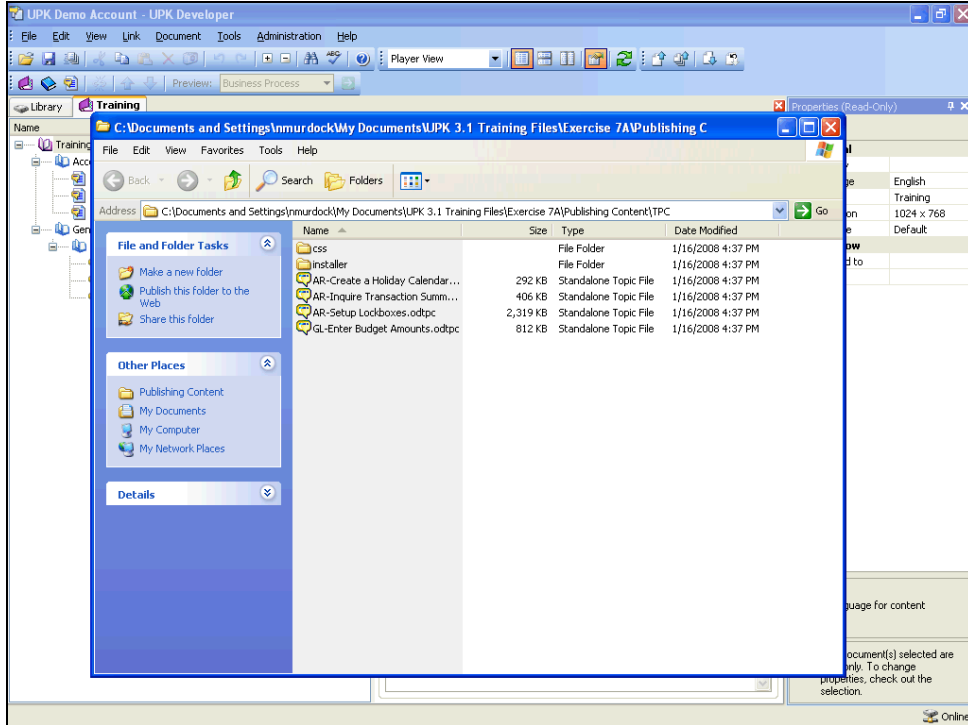 UPK Demo Account - UPK Developer
File Edit View Link Document Tools Administration Help
Player View
Preview: Business Process
Library Training
Properties (Read-Only)
Name
Training
C:\Documents and Settings\nmurdock\My Documents\UPK 3.1 Training Files\Exercise 7A\Publishing C
File Edit View Favorites Tools Help
Back Search Folders
Address C:\Documents and Settings\nmurdock\My Documents\UPK 3.1 Training Files\Exercise 7A\Publishing Content\TPC Go
Name Size Type Date Modified
css File Folder 1/16/2008 4:37 PM
installer File Folder 1/16/2008 4:37 PM
AR-Create a Holiday Calendar... 292 KB Standalone Topic File 1/16/2008 4:37 PM
AR-Inquire Transaction Summ... 406 KB Standalone Topic File 1/16/2008 4:37 PM
AR-Setup Lockboxes.odtpc 2,319 KB Standalone Topic File 1/16/2008 4:37 PM
GL-Enter Budget Amounts.odtpc 812 KB Standalone Topic File 1/16/2008 4:37 PM
File and Folder Tasks
Make a new folder
Publish this folder to the
Web
Share this folder
Other Places
Publishing Content
My Documents
My Computer
My Network Places
Details
Acc
Gen
English
Training
1024 x 768
Default
ow
d to
guage for content
ocument(s) selected are
only. To change
properties, check out the
selection.
Online